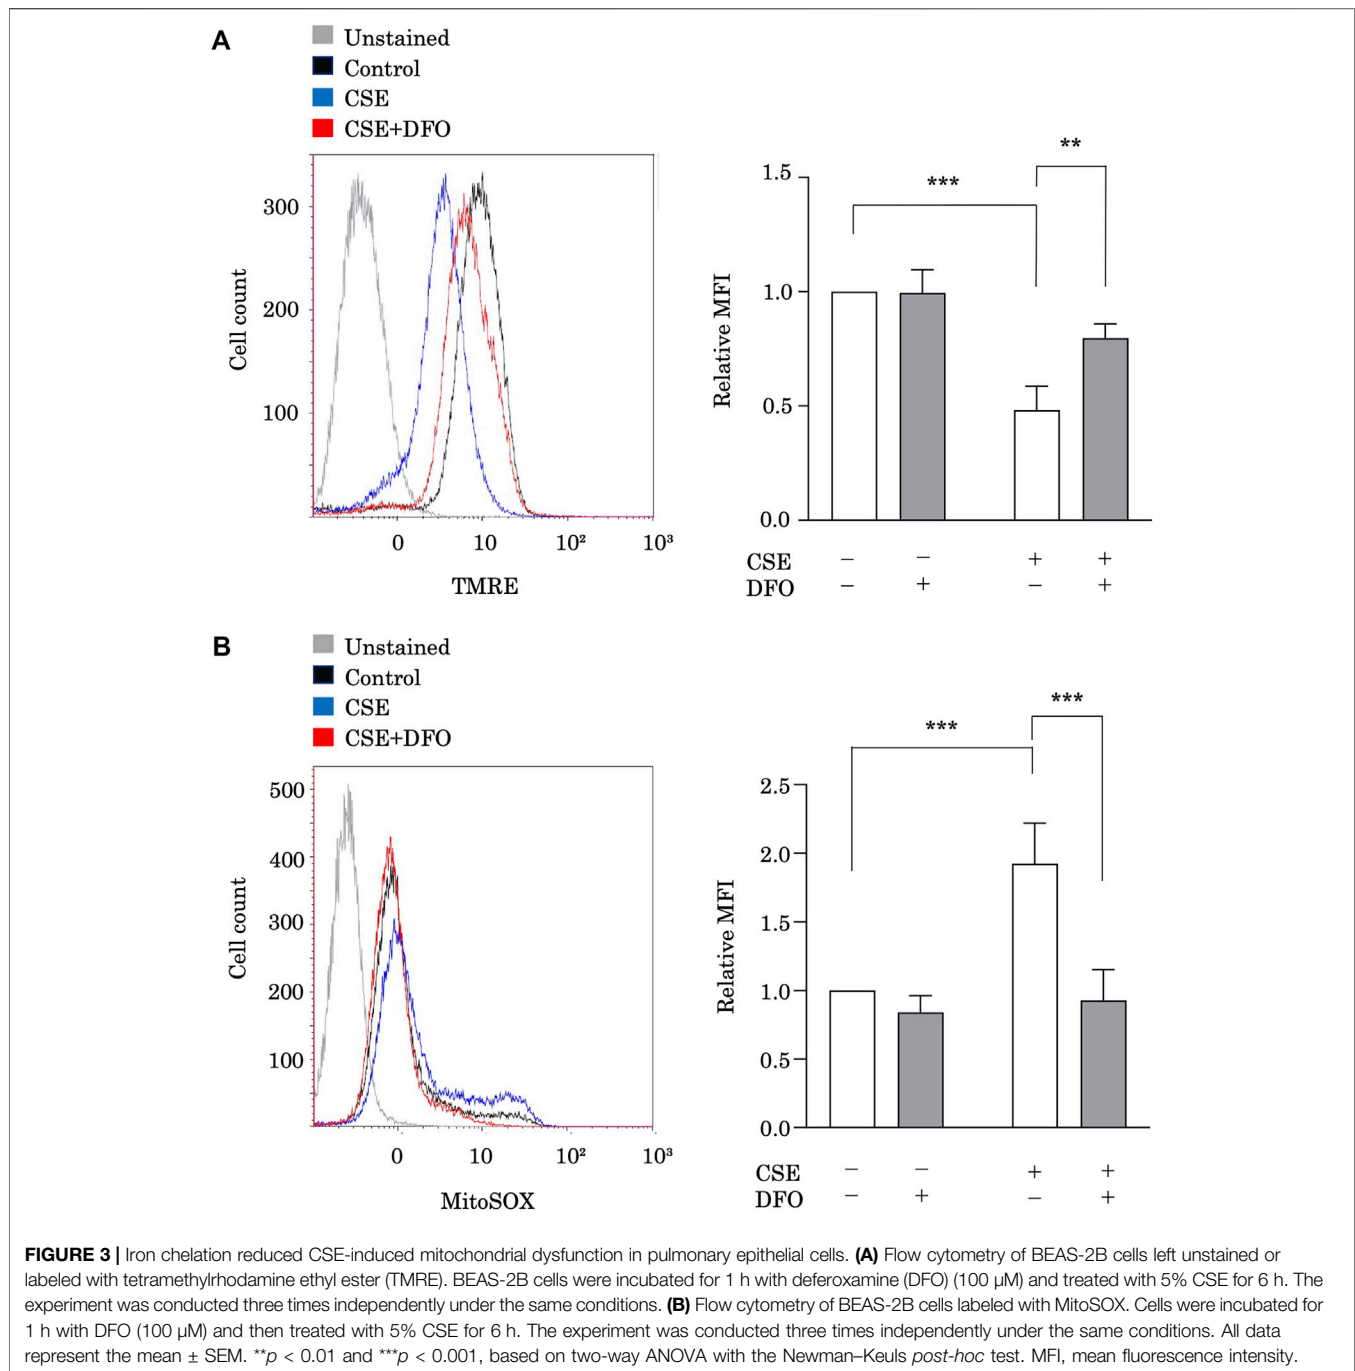 A
Unstained
Control
CSE
CSE+DFO
300
200
100
Cell count
0 10 10² 10³
TMRE
1.5
1.0
0.5
0.0
Relative MFI
***
**
CSE − − + +
DFO − + − +
B
Unstained
Control
CSE
CSE+DFO
500
400
300
200
100
Cell count
0 10 10² 10³
MitoSOX
2.5
2.0
1.5
1.0
0.5
0.0
Relative MFI
***
***
CSE − − + +
DFO − + − +
FIGURE 3 | Iron chelation reduced CSE-induced mitochondrial dysfunction in pulmonary epithelial cells. (A) Flow cytometry of BEAS-2B cells left unstained or
labeled with tetramethylrhodamine ethyl ester (TMRE). BEAS-2B cells were incubated for 1 h with deferoxamine (DFO) (100 μM) and treated with 5% CSE for 6 h. The
experiment was conducted three times independently under the same conditions. (B) Flow cytometry of BEAS-2B cells labeled with MitoSOX. Cells were incubated for
1 h with DFO (100 μM) and then treated with 5% CSE for 6 h. The experiment was conducted three times independently under the same conditions. All data
represent the mean ± SEM. **p < 0.01 and ***p < 0.001, based on two-way ANOVA with the Newman–Keuls post-hoc test. MFI, mean fluorescence intensity.